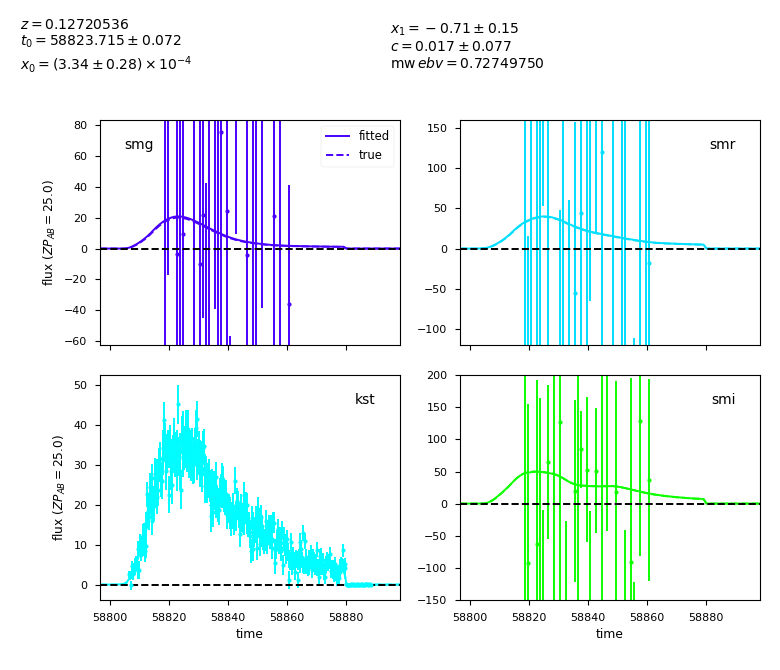 z = 0.12720536
t₀ = 58823.715 ± 0.072
x₀ = (3.34 ± 0.28) × 10⁻⁴
x₁ = −0.71 ± 0.15
c = 0.017 ± 0.077
mw ebv = 0.72749750
80
60
40
20
0
−20
−40
−60
flux (ZP_AB = 25.0)
smg
fitted
true
150
100
50
0
−50
−100
smr
50
40
30
20
10
0
flux (ZP_AB = 25.0)
kst
58800
58820
58840
58860
58880
time
200
150
100
50
0
−50
−100
−150
smi
58800
58820
58840
58860
58880
time